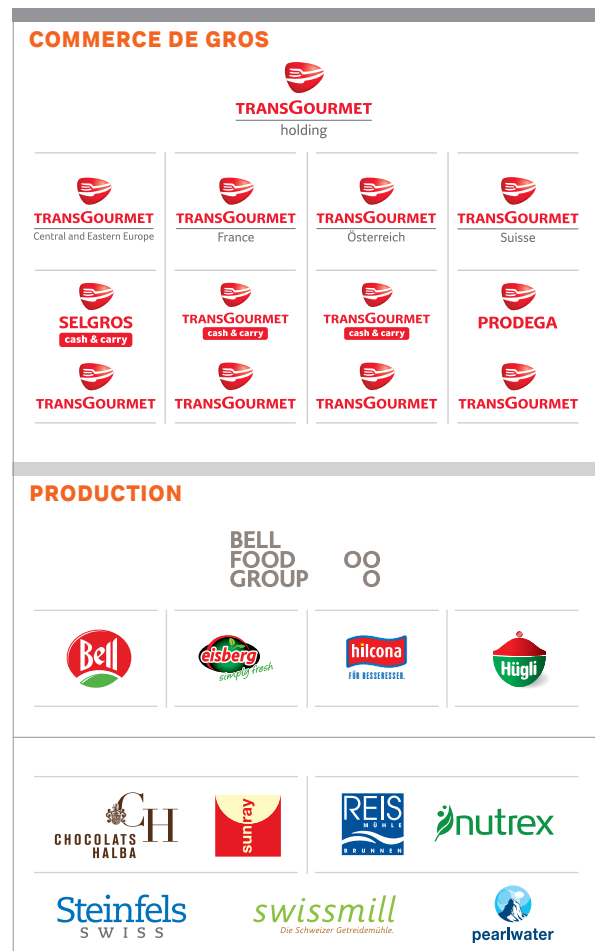 COMMERCE DE GROS
TRANSGOURMET
holding
TRANSGOURMET
Central and Eastern Europe
TRANSGOURMET
France
TRANSGOURMET
Österreich
TRANSGOURMET
Suisse
SELGROS
cash & carry
TRANSGOURMET
cash & carry
TRANSGOURMET
cash & carry
PRODEGA
TRANSGOURMET
TRANSGOURMET
TRANSGOURMET
TRANSGOURMET
PRODUCTION
BELL
FOOD
GROUP
Bell
eisberg
simply fresh
hilcona
FÜR BESSERESSER.
Hügli
CH
CHOCOLATS
HALBA
sunray
REIS
MÜHLE
BRUNNEN
nutrex
Steinfels
SWISS
swissmill
Die Schweizer Getreidemühle.
pearlwater